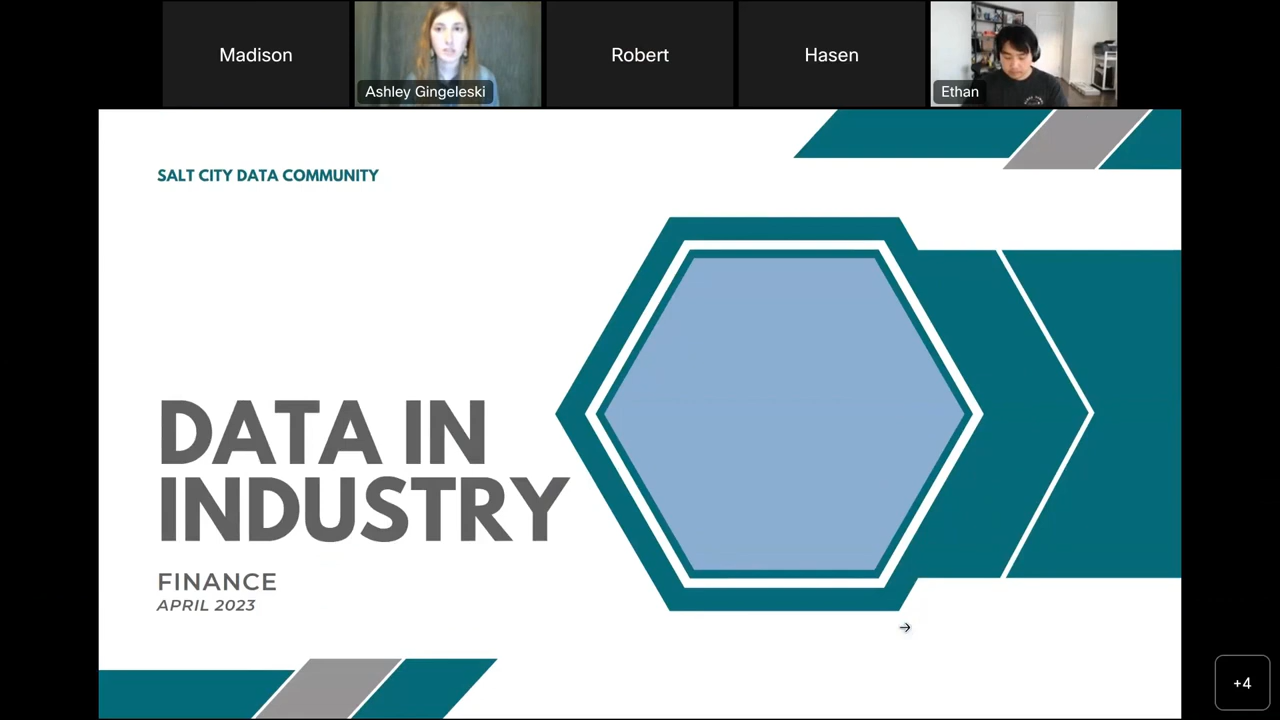 Madison
Ashley Gingeleski
Robert
Hasen
Ethan
SALT CITY DATA COMMUNITY
DATA IN
INDUSTRY
FINANCE
APRIL 2023
+4